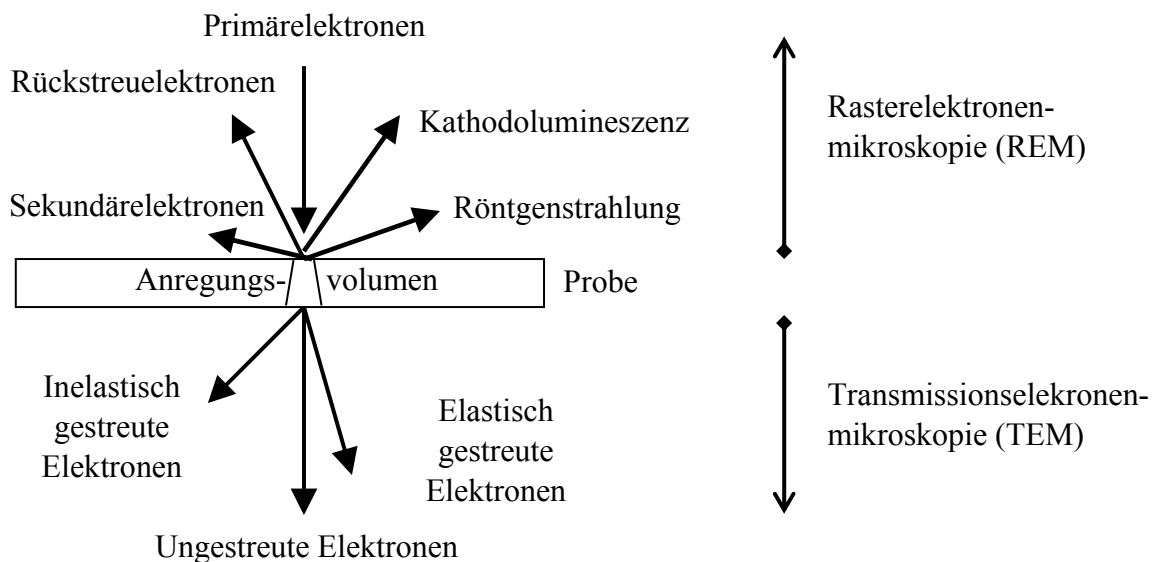 Primärelektronen
Rückstreuelektronen
Kathodolumineszenz
Sekundärelektronen
Röntgenstrahlung
Anregungs- volumen
Probe
Inelastisch
gestreute
Elektronen
Elastisch
gestreute
Elektronen
Ungestreute Elektronen
Rasterelektronen-
mikroskopie (REM)
Transmissionselekronen-
mikroskopie (TEM)